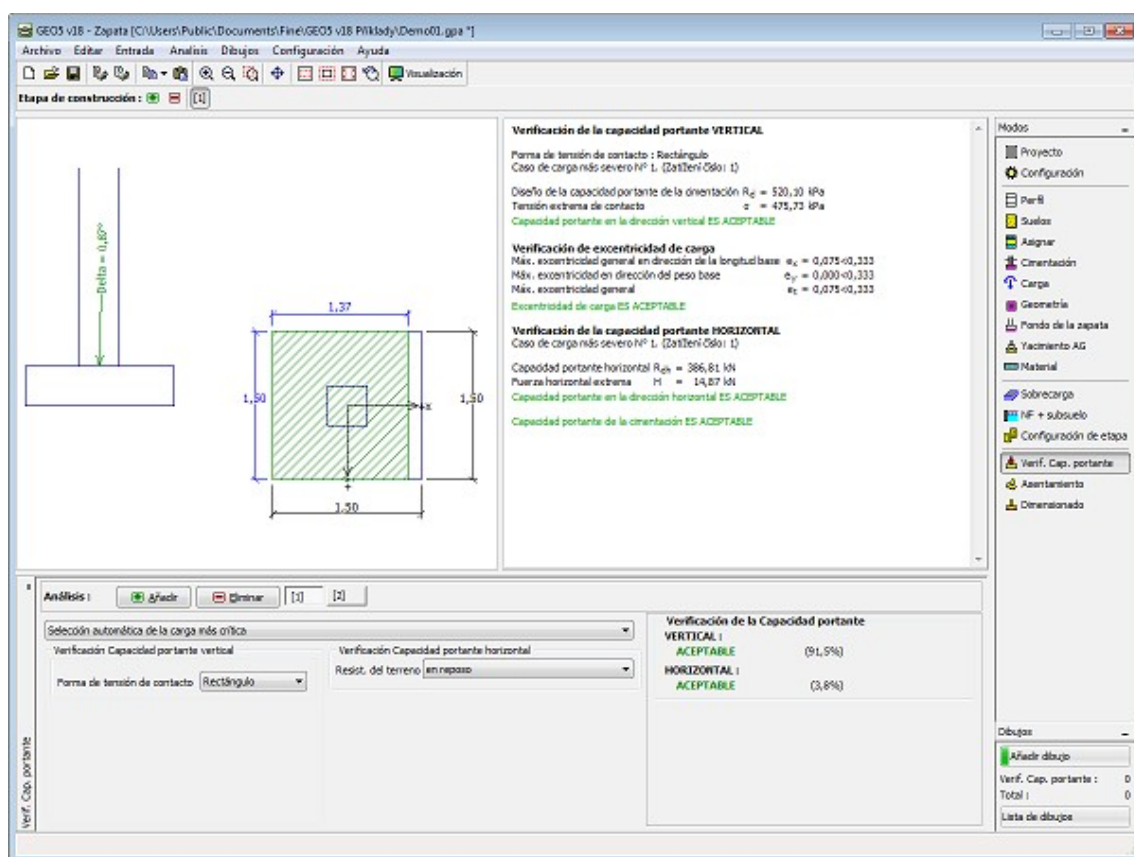 GEO5 v18 - Zapata [C:\Users\Public\Documents\Fine\GEO5 v18 Příklady\Demo01.gpa *]
Archivo Editar Entrada Analisis Dibujos Configuración Ayuda
Visualización
Etapa de construcción : [1]
Delta = 0,87°
1,37
1,50
1,50
1,50
+x
Verificación de la capacidad portante VERTICAL
Forma de tensión de contacto : Rectángulo
Caso de carga más severo Nº 1. (Zatížení číslo: 1)
Diseño de la capacidad portante de la cimentación Rd = 520,10 kPa
Tensión extrema de contacto σ = 475,73 kPa
Capacidad portante en la dirección vertical ES ACEPTABLE
Verificación de excentricidad de carga
Máx. excentricidad general en dirección de la longitud base ex = 0,075<0,333
Máx. excentricidad en dirección del peso base ey = 0,000<0,333
Máx. excentricidad general et = 0,075<0,333
Excentricidad de carga ES ACEPTABLE
Verificación de la capacidad portante HORIZONTAL
Caso de carga más severo Nº 1. (Zatížení číslo: 1)
Capacidad portante horizontal Rdh = 386,81 kN
Fuerza horizontal extrema H = 14,87 kN
Capacidad portante en la dirección horizontal ES ACEPTABLE
Capacidad portante de la cimentación ES ACEPTABLE
Modos
Proyecto
Configuración
Perfil
Suelos
Asignar
Cimentación
Carga
Geometría
Fondo de la zapata
Yacimiento AG
Material
Sobrecarga
NF + subsuelo
Configuración de etapa
Verif. Cap. portante
Asentamiento
Dimensionado
Análisis : Añadir Eliminar [1] [2]
Selección automática de la carga más crítica
Verificación Capacidad portante vertical
Forma de tensión de contacto Rectángulo
Verificación Capacidad portante horizontal
Resist. del terreno en reposo
Verificación de la Capacidad portante
VERTICAL :
ACEPTABLE (91,5%)
HORIZONTAL :
ACEPTABLE (3,8%)
Verif. Cap. portante
Dibujos
Añadir dibujo
Verif. Cap. portante : 0
Total : 0
Lista de dibujos